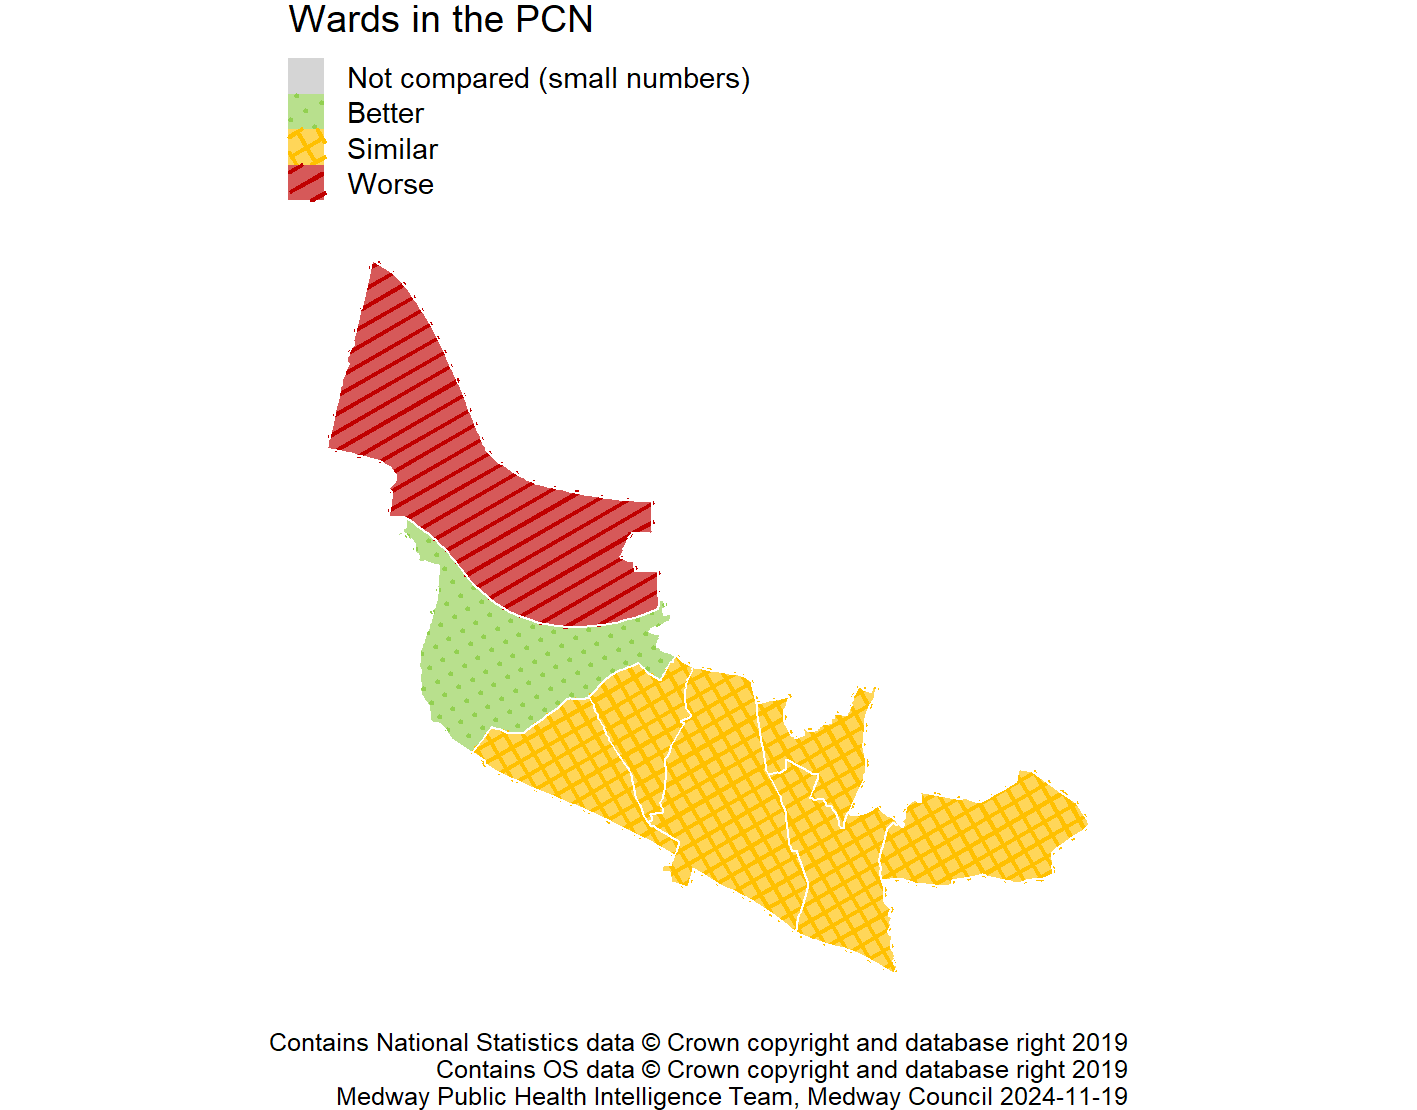 Wards in the PCN
Not compared (small numbers)
Better
Similar
Worse
Contains National Statistics data © Crown copyright and database right 2019
Contains OS data © Crown copyright and database right 2019
Medway Public Health Intelligence Team, Medway Council 2024-11-19